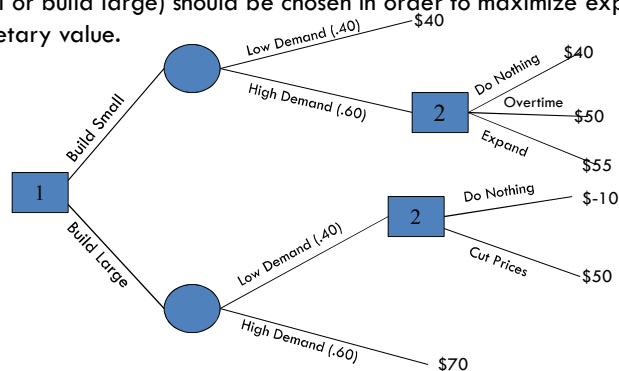 or build large) should be chosen in order to maximize
etary value.
Low Demand (.40)
$40
High Demand (.60)
Do Nothing
$40
2
Overtime
$50
Expand
$55
Build Small
1
Build Large
Low Demand (.40)
2
Do Nothing
$-10
Cut Prices
$50
High Demand (.60)
$70